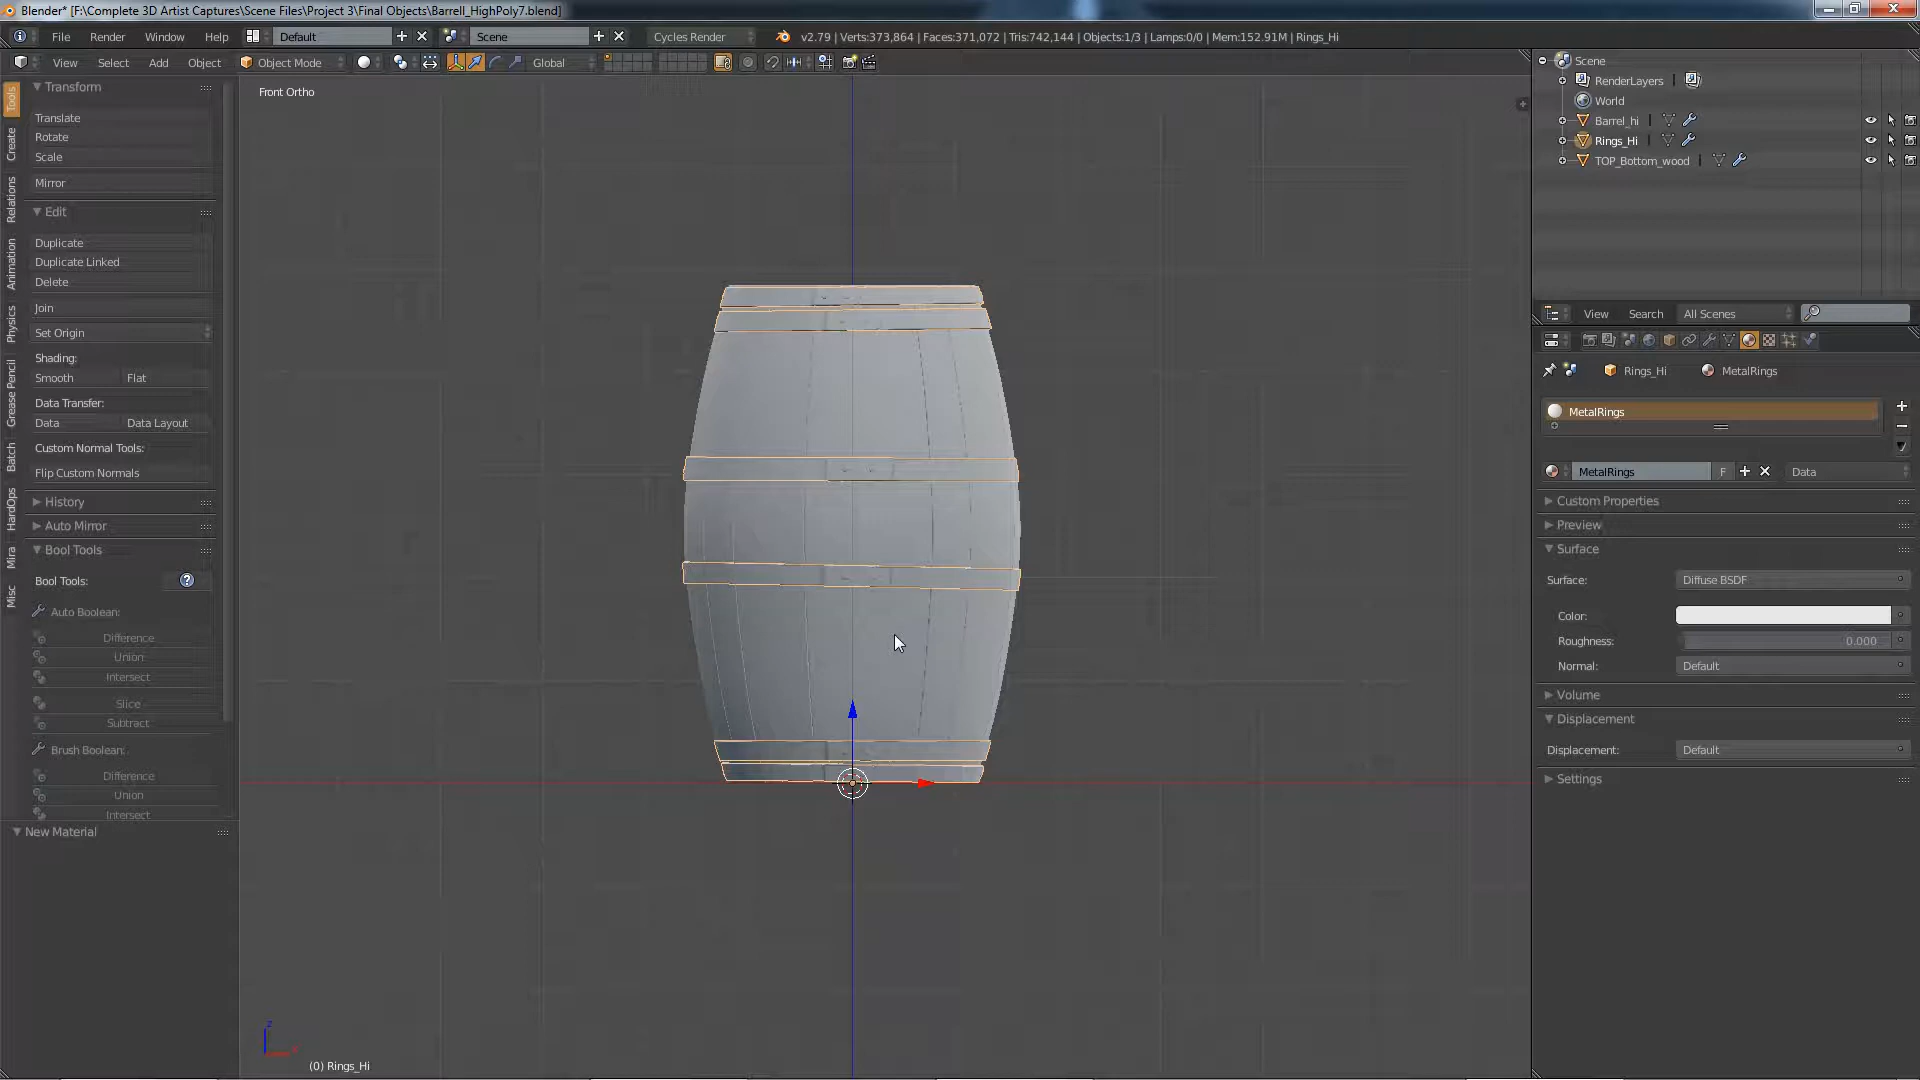 Blender* [F:\Complete 3D Artist Captures\Scene Files\Project 3\Final Objects\Barrell_HighPoly7.blend]
File Render Window Help Default Scene Cycles Render v2.79 | Verts:373,864 | Faces:371,072 | Tris:742,144 | Objects:1/3 | Lamps:0/0 | Mem:152.91M | Rings_Hi
View Select Add Object Object Mode Global
Front Ortho
Tools
Create
Relations
Animation
Physics
Grease Pencil
Batch
HardOps
Mira
Misc
Transform
Translate
Rotate
Scale
Mirror
Edit
Duplicate
Duplicate Linked
Delete
Join
Set Origin
Shading:
Smooth Flat
Data Transfer:
Data Data Layout
Custom Normal Tools:
Flip Custom Normals
History
Auto Mirror
Bool Tools
Bool Tools: ?
Auto Boolean:
Difference
Union
Intersect
Slice
Subtract
Brush Boolean:
Difference
Union
Intersect
New Material
(0) Rings_Hi
Scene
RenderLayers |
World
Barrel_hi |
Rings_Hi |
TOP_Bottom_wood |
View Search All Scenes
Rings_Hi MetalRings
MetalRings
MetalRings F Data
Custom Properties
Preview
Surface
Surface: Diffuse BSDF
Color:
Roughness: 0.000
Normal: Default
Volume
Displacement
Displacement: Default
Settings